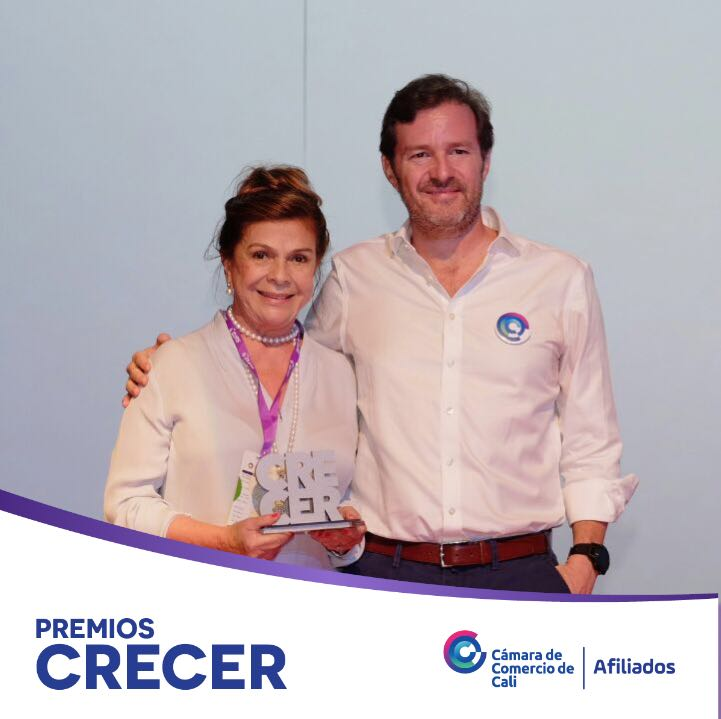 CRE
CER
PREMIOS
CRECER
Cámara de
Comercio de
Cali
Afiliados